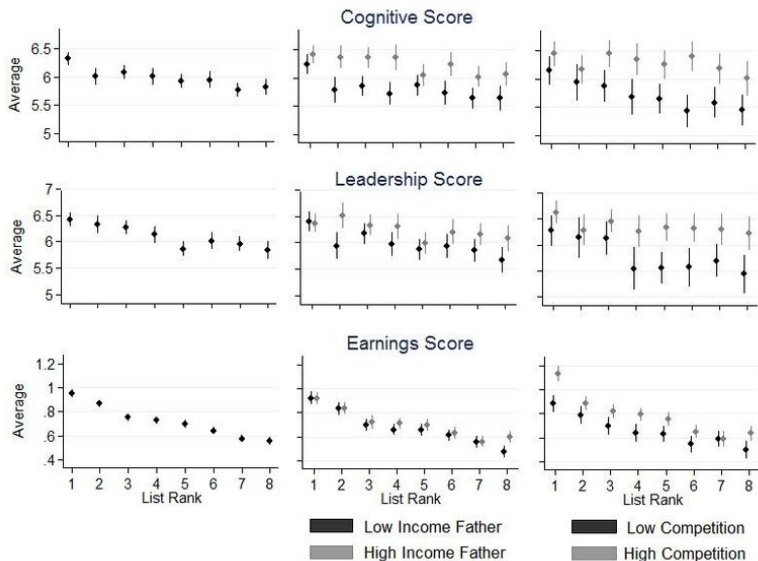 Cognitive Score
Average
6.5
6
5.5
5
Leadership Score
Average
7
6.5
6
5.5
5
Earnings Score
Average
1.2
1
.8
.6
.4
1 2 3 4 5 6 7 8
List Rank
1 2 3 4 5 6 7 8
List Rank
1 2 3 4 5 6 7 8
List Rank
Low Income Father
High Income Father
Low Competition
High Competition